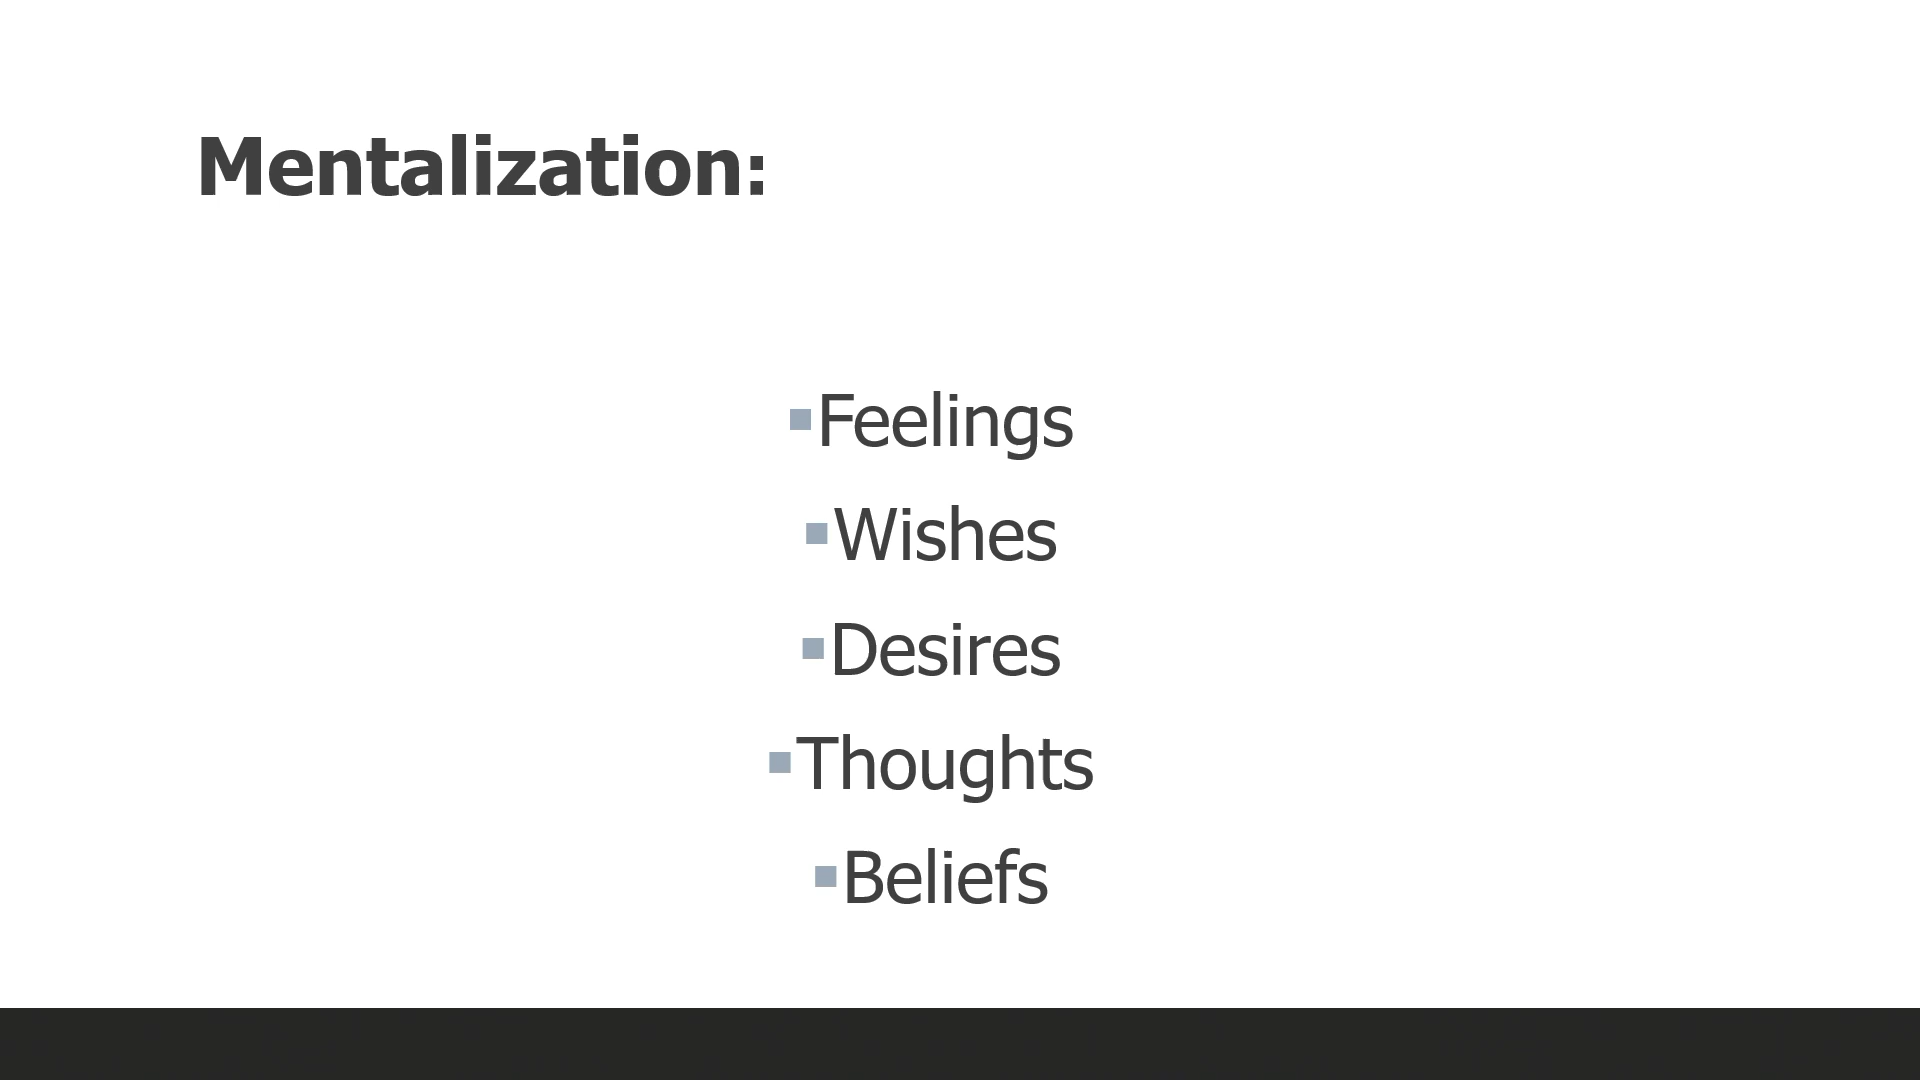 Mentalization:
▪Feelings
▪Wishes
▪Desires
▪Thoughts
▪Beliefs